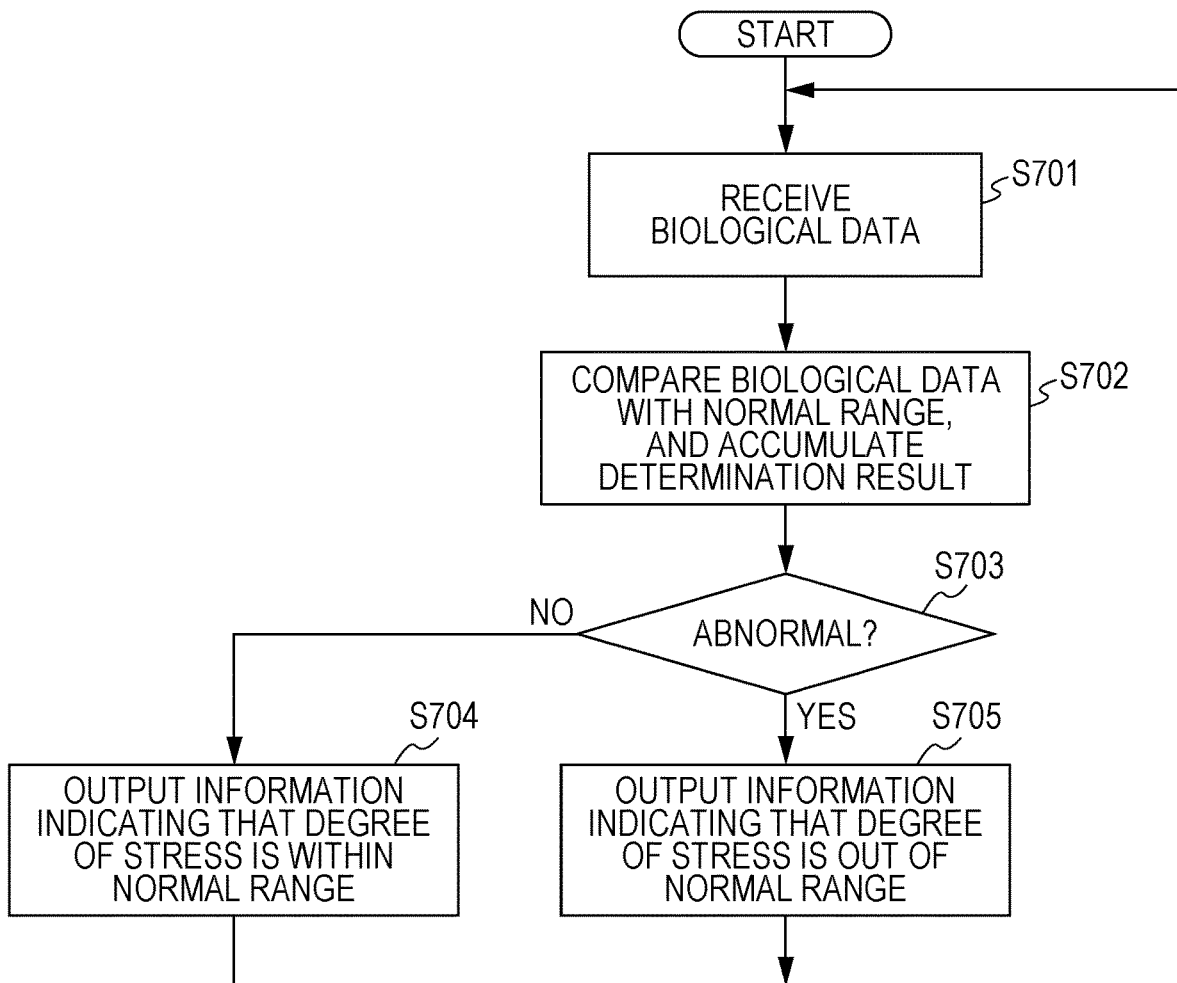 START
S701
RECEIVE
BIOLOGICAL DATA
S702
COMPARE BIOLOGICAL DATA
WITH NORMAL RANGE,
AND ACCUMULATE
DETERMINATION RESULT
S703
NO
ABNORMAL?
YES
S704
OUTPUT INFORMATION
INDICATING THAT DEGREE
OF STRESS IS WITHIN
NORMAL RANGE
S705
OUTPUT INFORMATION
INDICATING THAT DEGREE
OF STRESS IS OUT OF
NORMAL RANGE